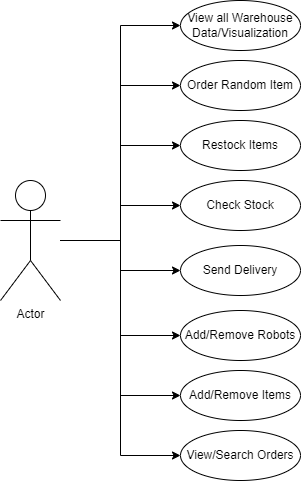 View all Warehouse
Data/Visualization
Order Random Item
Restock Items
Check Stock
Actor
Send Delivery
Add/Remove Robots
Add/Remove Items
View/Search Orders